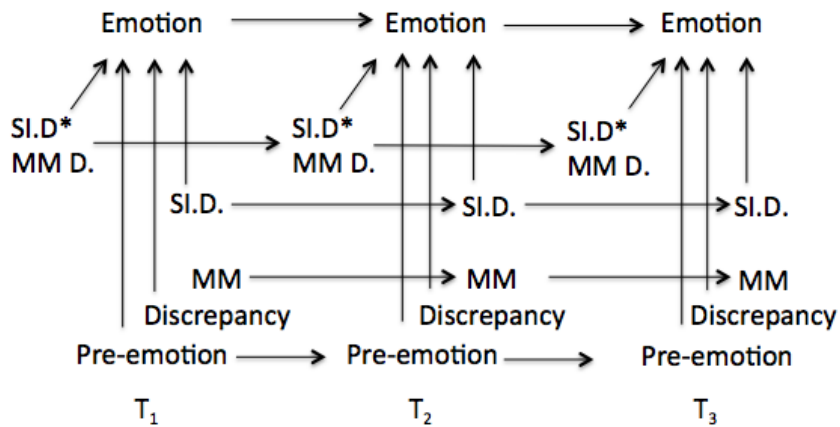 Emotion Emotion Emotion
SI.D* SI.D* SI.D*
MM D. MM D. MM D.
SI.D. SI.D. SI.D.
MM MM MM
Discrepancy Discrepancy Discrepancy
Pre-emotion Pre-emotion Pre-emotion
T₁ T₂ T₃